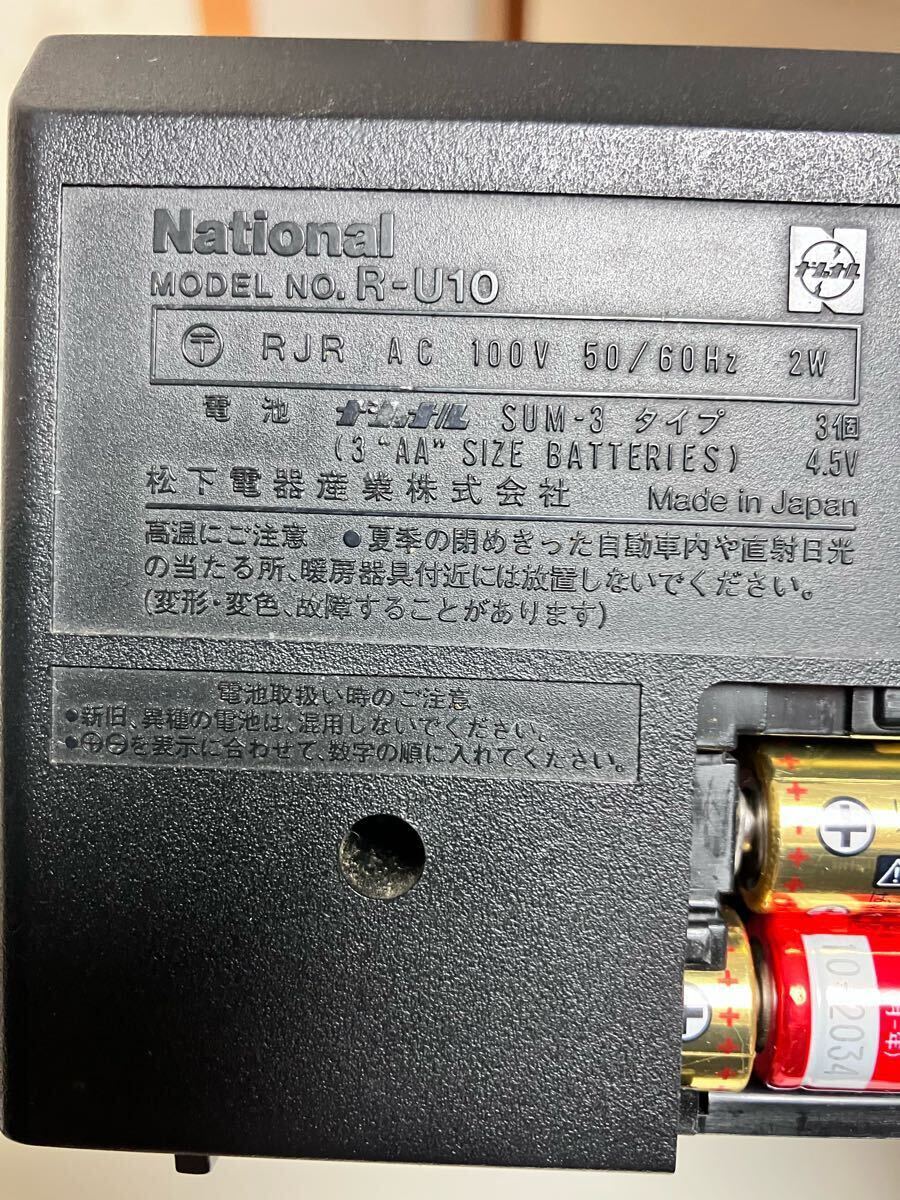 National
MODEL NO. R-U10
ナショナル
〒 RJR AC 100V 50/60Hz 2W
電池 ナショナル SUM-3 タイプ 3個
(3 "AA" SIZE BATTERIES) 4.5V
松下電器産業株式会社 Made in Japan
高温にご注意 ●夏季の閉めきった自動車内や直射日光
の当たる所、暖房器具付近には放置しないでください。
(変形・変色、故障することがあります)
電池取扱い時のご注意
●新旧、異種の電池は、混用しないでください。
●⊕⊖を表示に合わせて、数字の順に入れてください。
10-2034